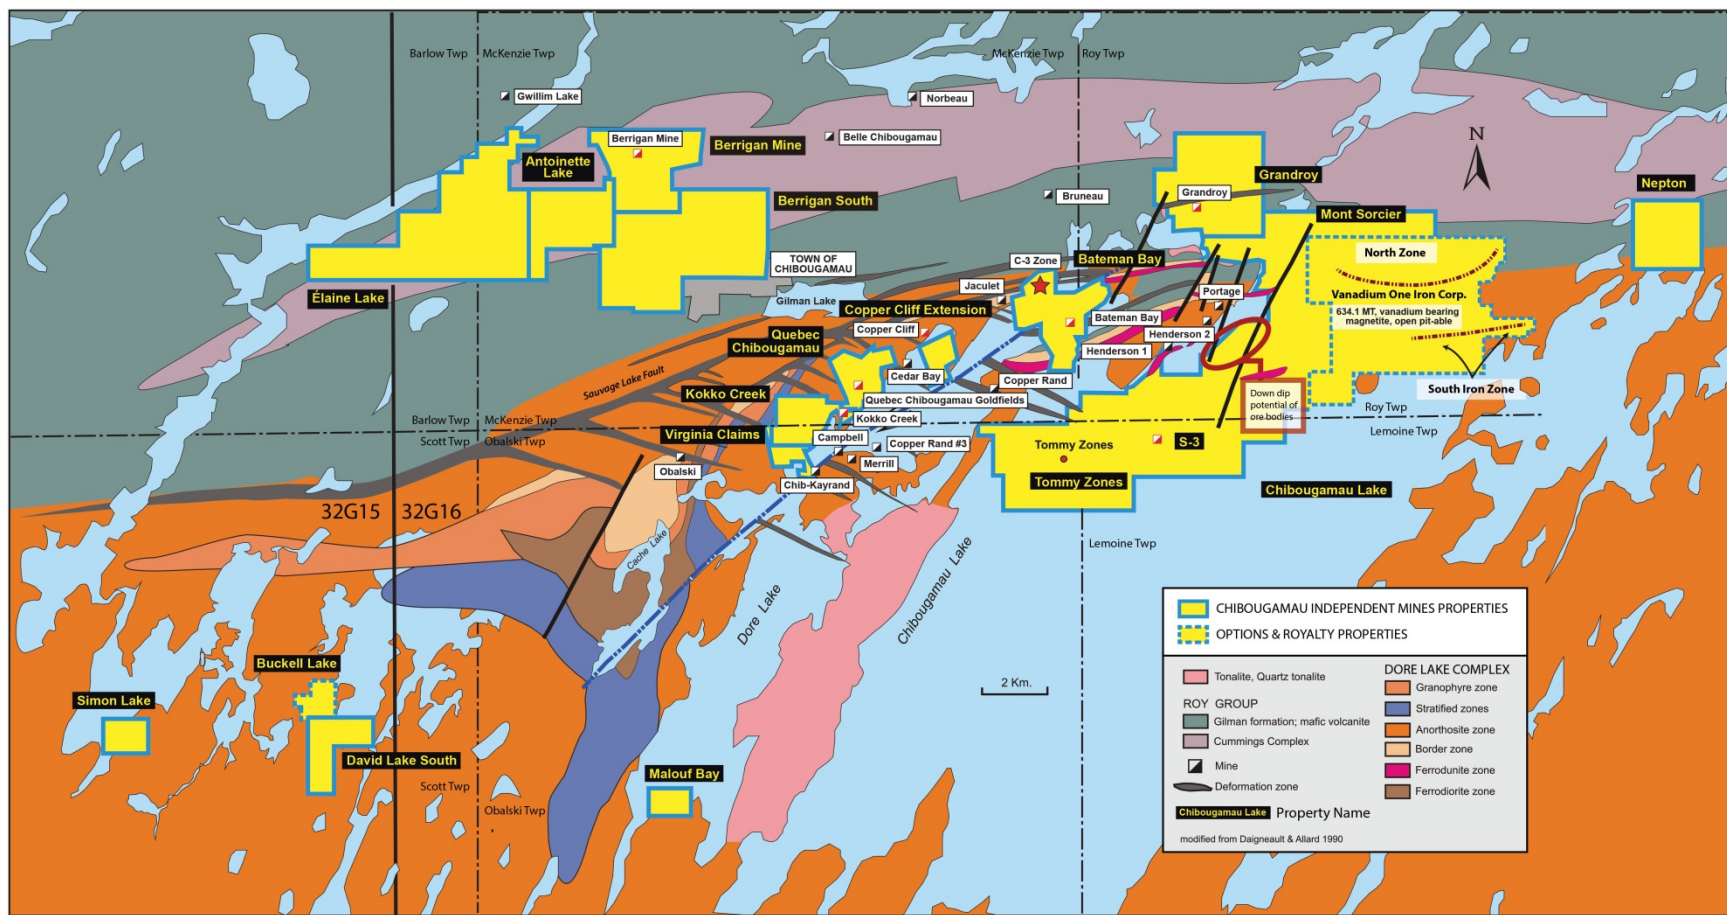 Barlow Twp
McKenzie Twp
McKenzie Twp
Roy Twp
Gwillim Lake
Norbeau
Belle Chibougamau
Berrigan Mine
Berrigan Mine
Antoinette
Lake
Berrigan South
Bruneau
Grandroy
Grandroy
N
Nepton
Mont Sorcier
TOWN OF
CHIBOUGAMAU
C-3 Zone
Bateman Bay
North Zone
Élaine Lake
Gilman Lake
Jaculet
Portage
Vanadium One Iron Corp.
634.1 MT, vanadium bearing
magnetite, open pit-able
Copper Cliff Extension
Bateman Bay
Copper Cliff
Henderson 2
Quebec
Chibougamau
Henderson 1
Sauvage Lake Fault
Cedar Bay
Copper Rand
South Iron Zone
Kokko Creek
Quebec Chibougamau Goldfields
Down dip
potential of
ore bodies
Barlow Twp
McKenzie Twp
Kokko Creek
Roy Twp
Scott Twp
Obalski Twp
Virginia Claims
Campbell
Copper Rand #3
Lemoine Twp
Tommy Zones
S-3
Obalski
Merrill
Chib-Kayrand
Tommy Zones
Chibougamau Lake
32G15
32G16
Cache Lake
Dore Lake
Chibougamau Lake
Lemoine Twp
Buckell Lake
Simon Lake
David Lake South
Malouf Bay
Scott Twp
Obalski Twp
2 Km.
CHIBOUGAMAU INDEPENDENT MINES PROPERTIES
OPTIONS & ROYALTY PROPERTIES
Tonalite, Quartz tonalite
ROY GROUP
Gilman formation; mafic volcanite
Cummings Complex
Mine
Deformation zone
Chibougamau Lake
Property Name
modified from Daigneault & Allard 1990
DORE LAKE COMPLEX
Granophyre zone
Stratified zones
Anorthosite zone
Border zone
Ferrodunite zone
Ferrodiorite zone